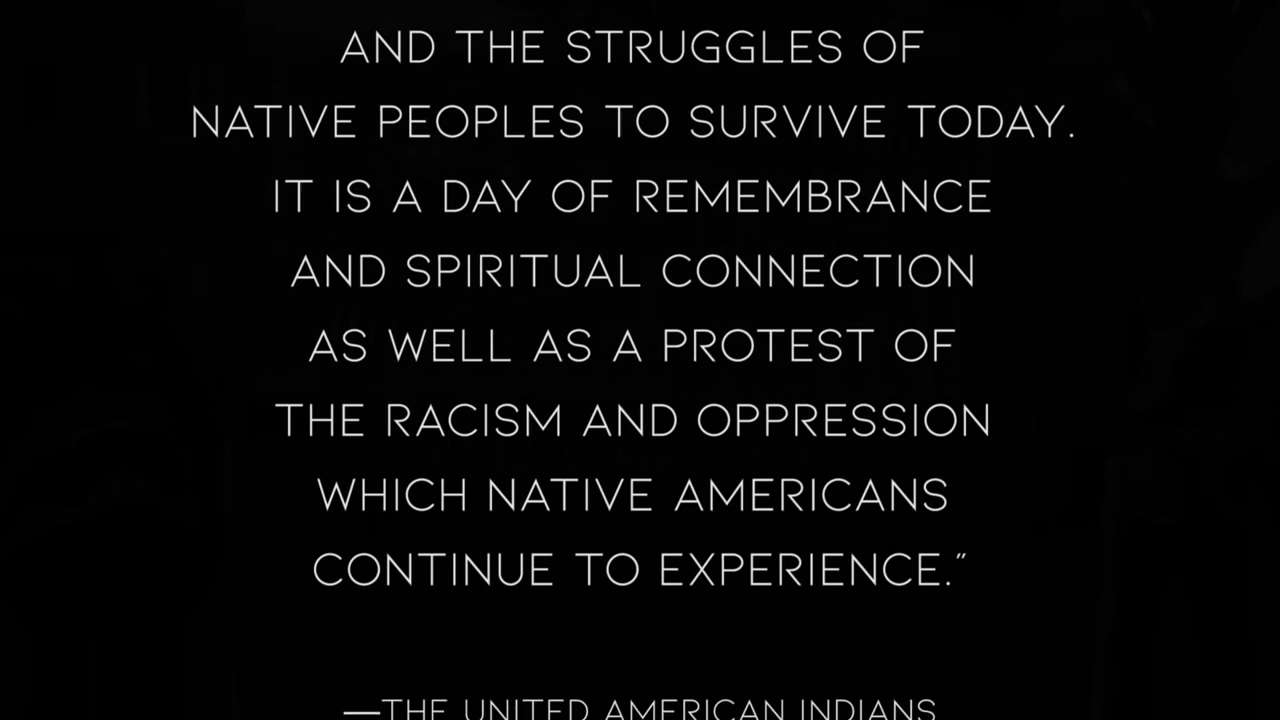 AND THE STRUGGLES OF
NATIVE PEOPLES TO SURVIVE TODAY.
IT IS A DAY OF REMEMBRANCE
AND SPIRITUAL CONNECTION
AS WELL AS A PROTEST OF
THE RACISM AND OPPRESSION
WHICH NATIVE AMERICANS
CONTINUE TO EXPERIENCE.”
—THE UNITED AMERICAN INDIANS